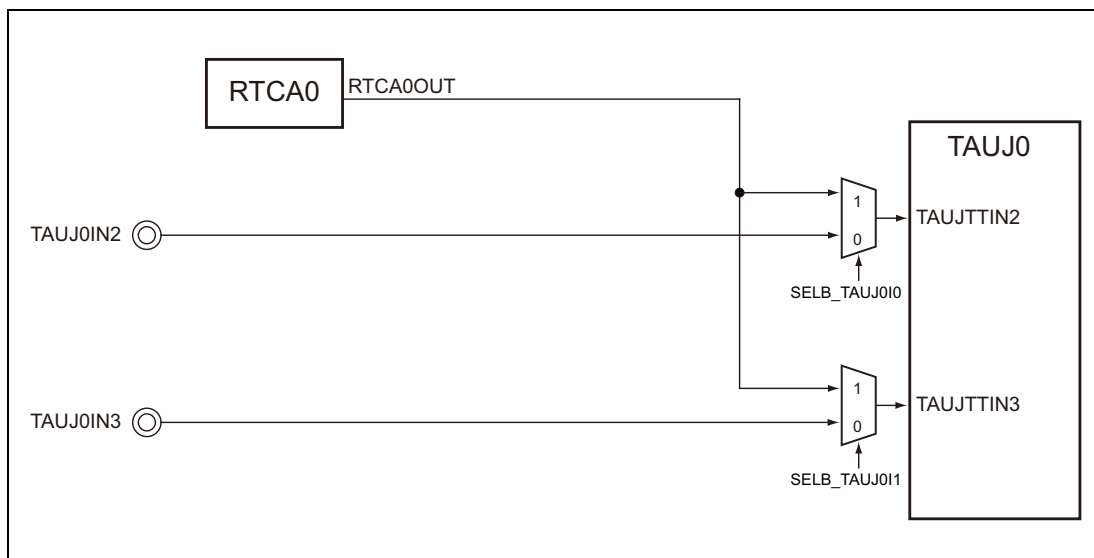 RTCA0
RTCA0OUT
TAUJ0
1
TAUJ0IN2
0
TAUJTTIN2
SELB_TAUJ0I0
1
TAUJ0IN3
0
TAUJTTIN3
SELB_TAUJ0I1